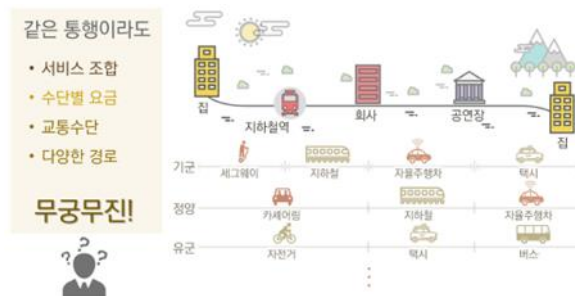 같은 통행이라도
• 서비스 조합
• 수단별 요금
• 교통수단
• 다양한 경로
무궁무진!
? ? ?
집
지하철역
회사
공연장
집
기군 세그웨이 지하철 자율주행차 택시
정양 카셰어링 지하철 자율주행차
유군 자전거 택시 버스